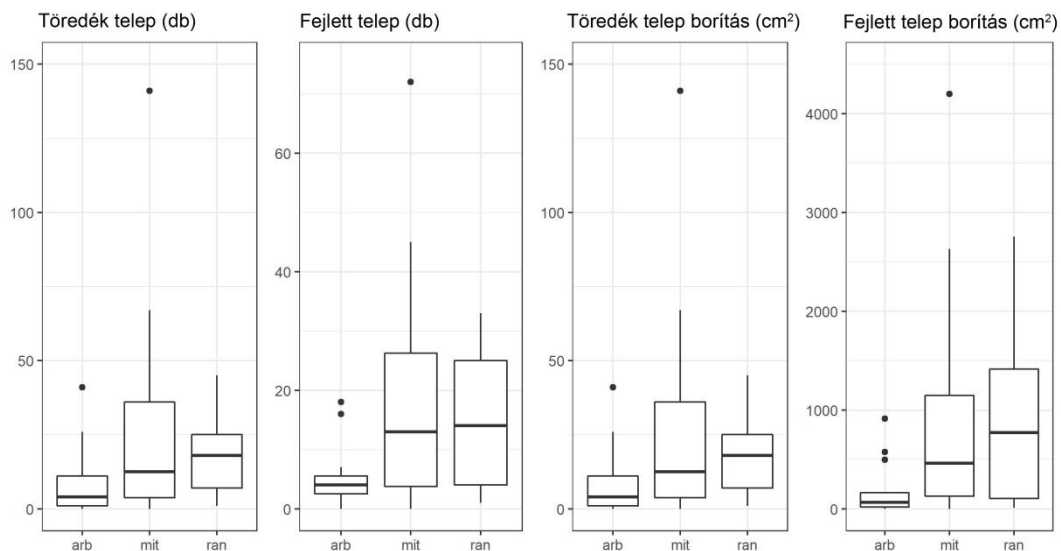 Töredék telep (db)
Fejlett telep (db)
Töredék telep borítás (cm²)
Fejlett telep borítás (cm²)
150
100
50
0
arb mit ran
60
40
20
0
arb mit ran
150
100
50
0
arb mit ran
4000
3000
2000
1000
0
arb mit ran